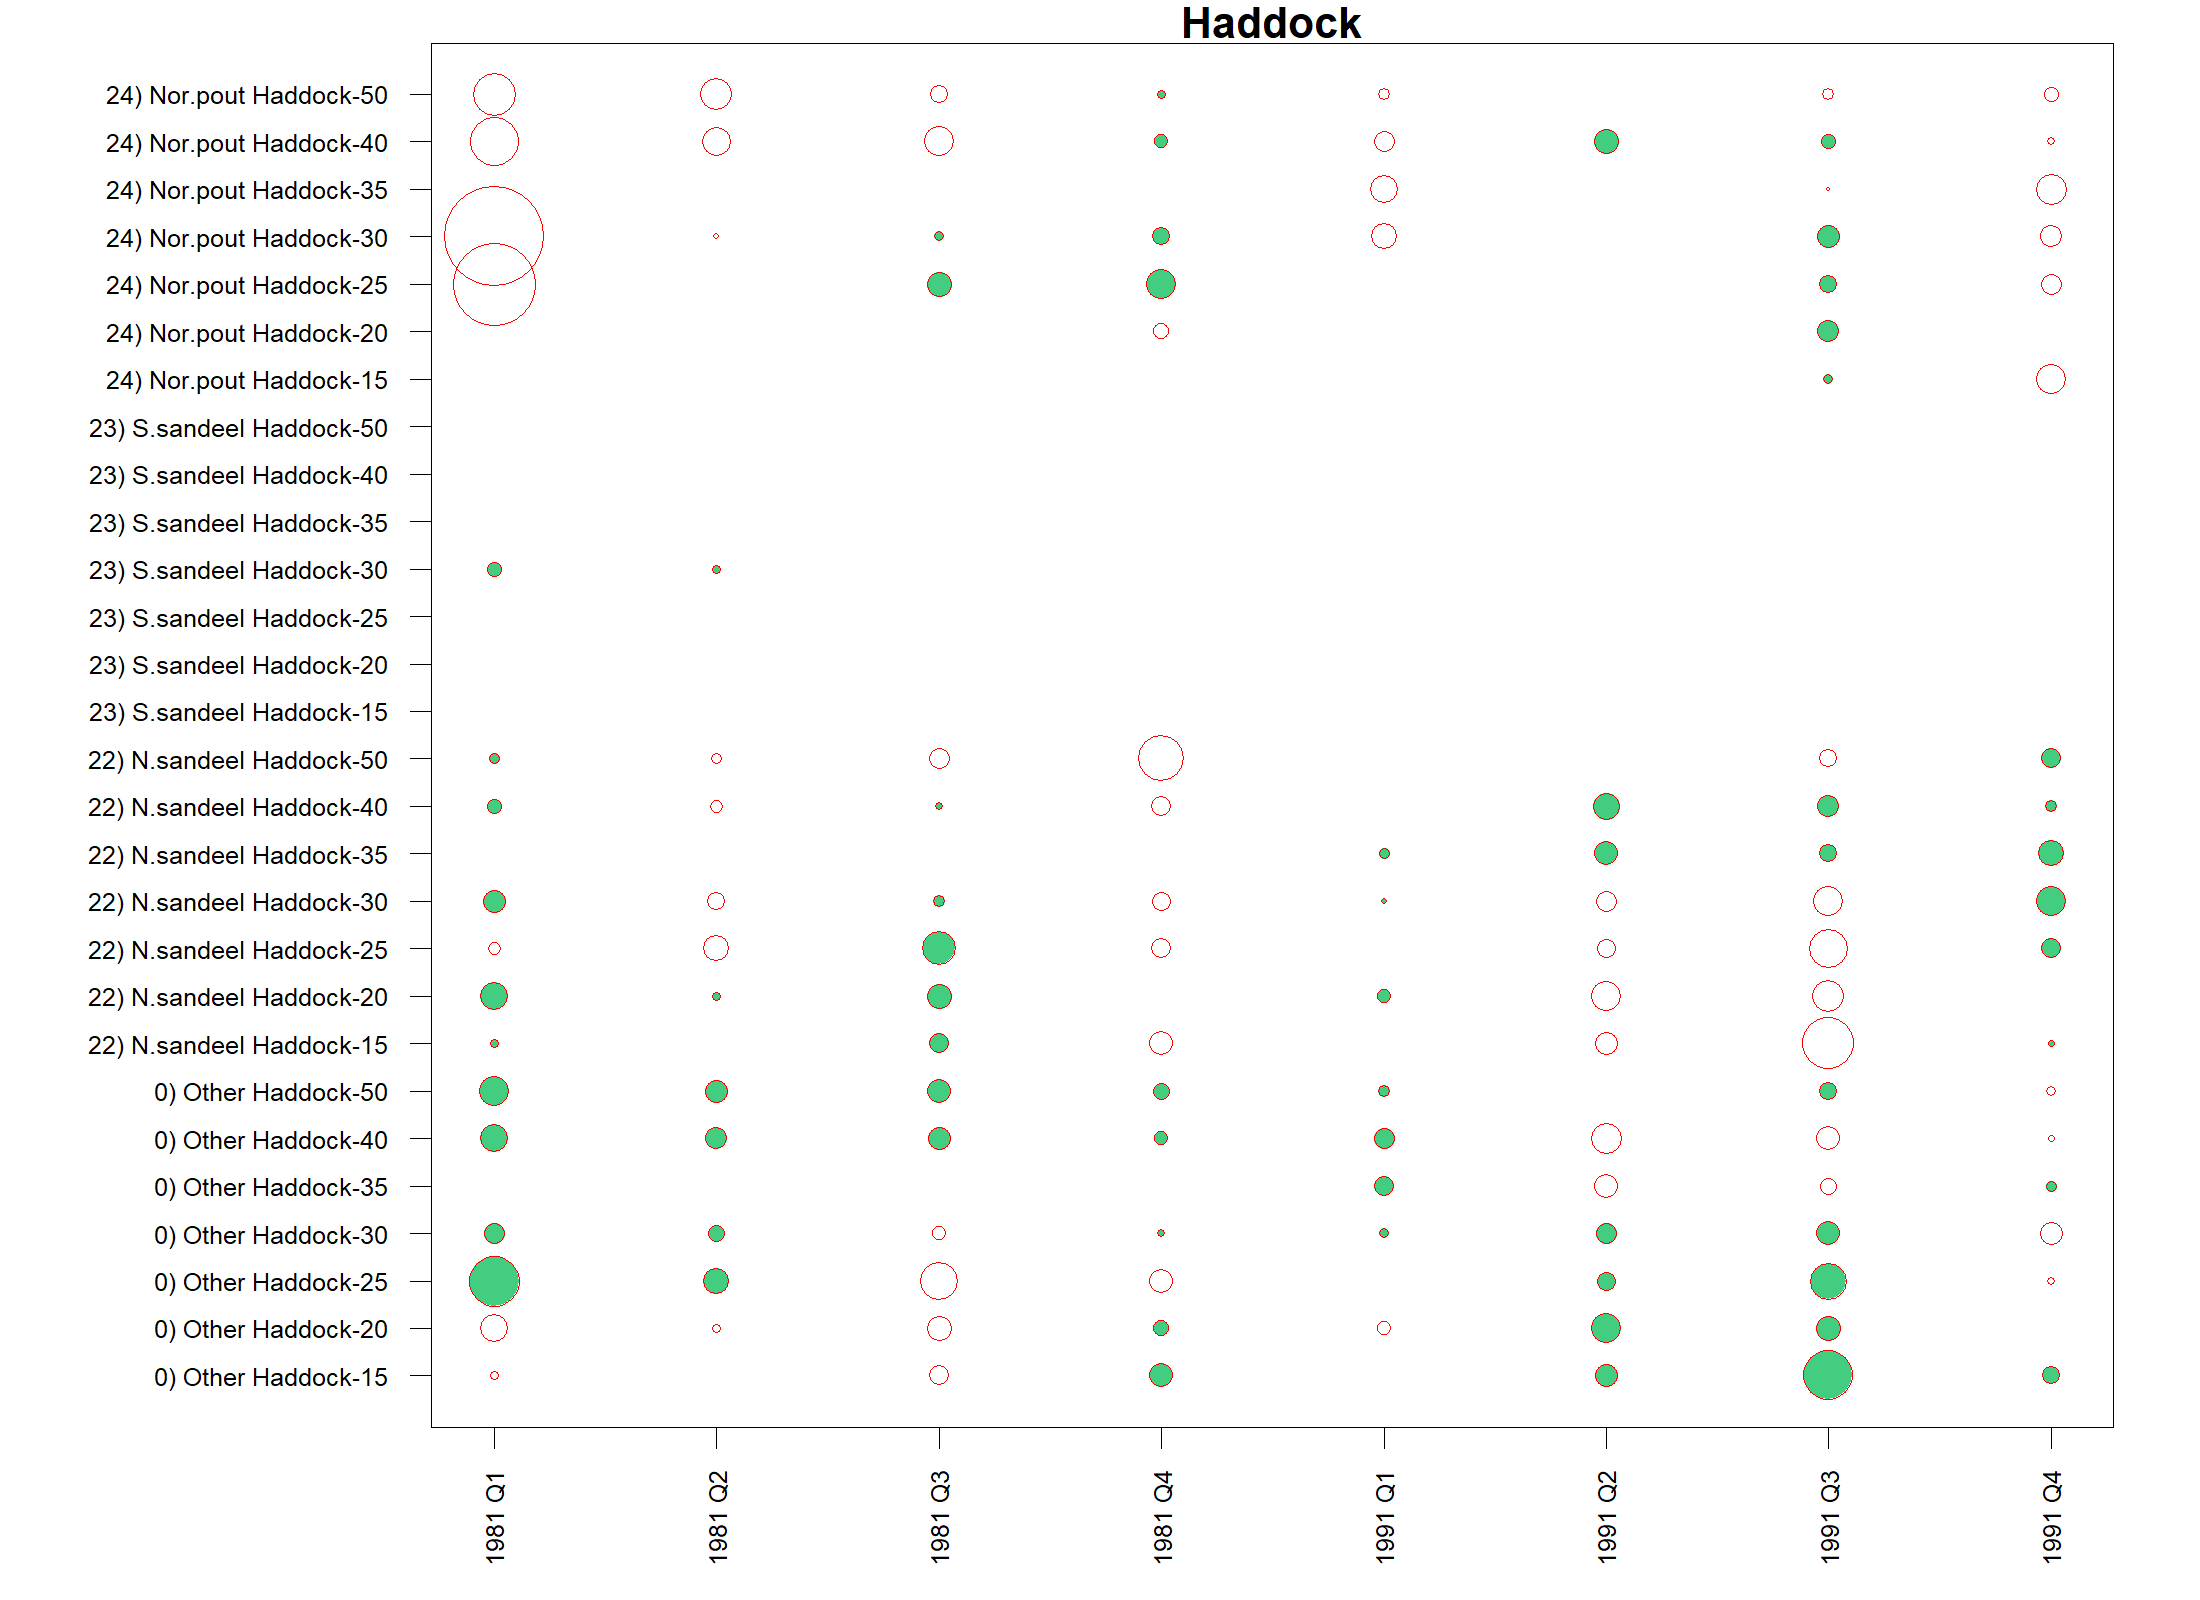 Haddock
24) Nor.pout Haddock-50
24) Nor.pout Haddock-40
24) Nor.pout Haddock-35
24) Nor.pout Haddock-30
24) Nor.pout Haddock-25
24) Nor.pout Haddock-20
24) Nor.pout Haddock-15
23) S.sandeel Haddock-50
23) S.sandeel Haddock-40
23) S.sandeel Haddock-35
23) S.sandeel Haddock-30
23) S.sandeel Haddock-25
23) S.sandeel Haddock-20
23) S.sandeel Haddock-15
22) N.sandeel Haddock-50
22) N.sandeel Haddock-40
22) N.sandeel Haddock-35
22) N.sandeel Haddock-30
22) N.sandeel Haddock-25
22) N.sandeel Haddock-20
22) N.sandeel Haddock-15
0) Other Haddock-50
0) Other Haddock-40
0) Other Haddock-35
0) Other Haddock-30
0) Other Haddock-25
0) Other Haddock-20
0) Other Haddock-15
1981 Q1
1981 Q2
1981 Q3
1981 Q4
1991 Q1
1991 Q2
1991 Q3
1991 Q4